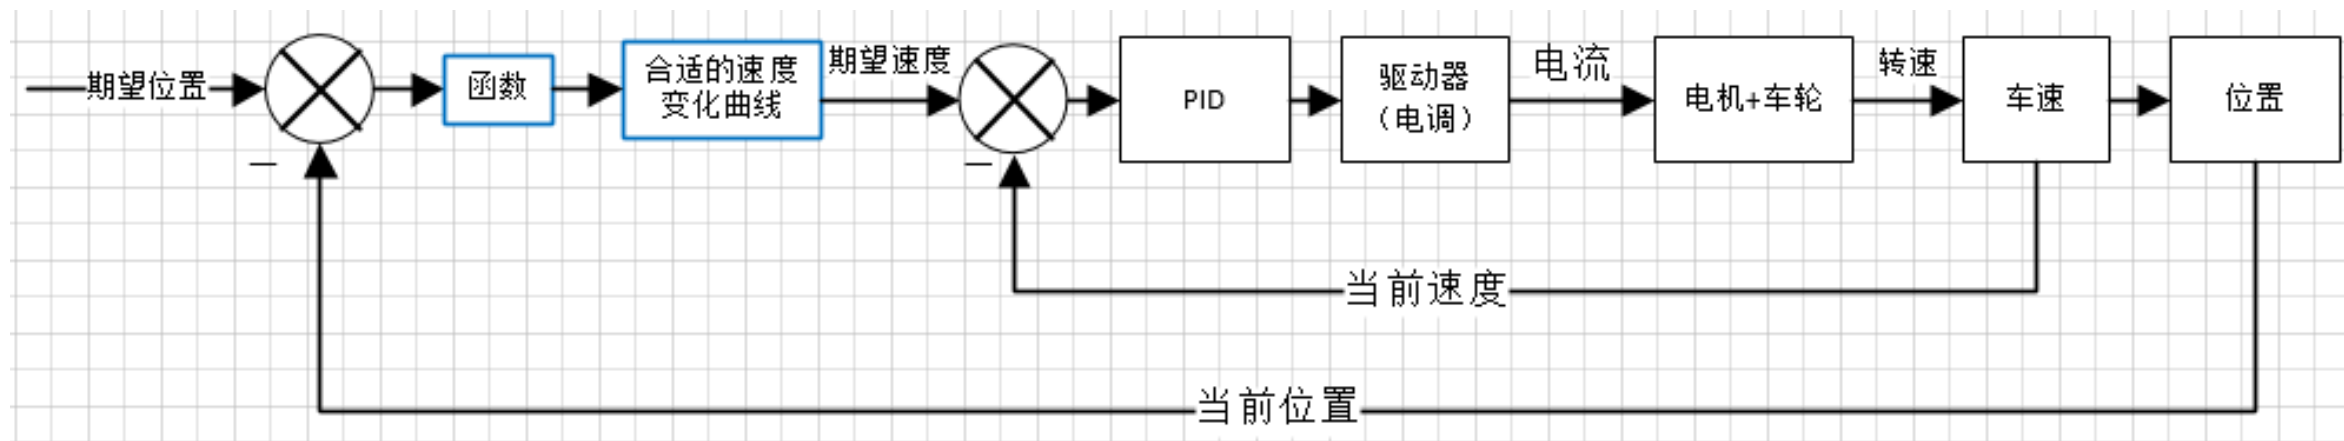 期望位置
函数
合适的速度
变化曲线
期望速度
PID
驱动器
（电调）
电流
电机+车轮
转速
车速
位置
当前速度
当前位置